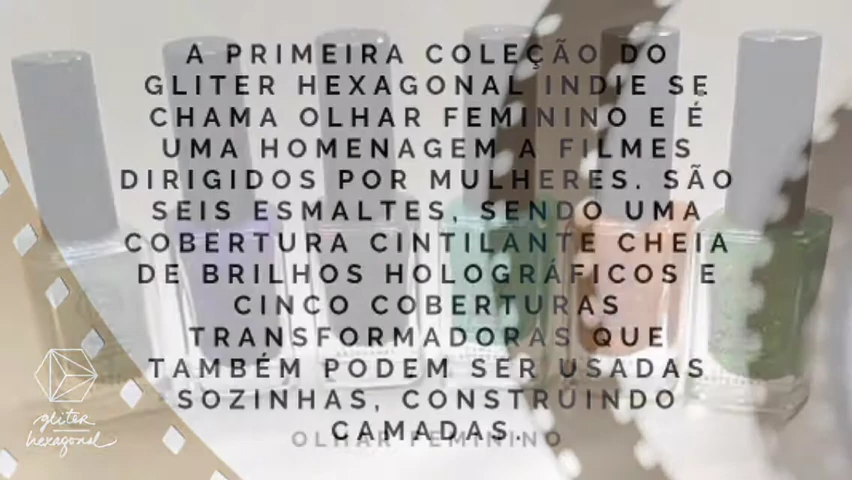 A PRIMEIRA COLEÇÃO DO
GLITER HEXAGONAL INDIE SE
CHAMA OLHAR FEMININO E É
UMA HOMENAGEM A FILMES
DIRIGIDOS POR MULHERES. SÃO
SEIS ESMALTES, SENDO UMA
COBERTURA CINTILANTE CHEIA
DE BRILHOS HOLOGRÁFICOS E
CINCO COBERTURAS
TRANSFORMADORAS QUE
TAMBÉM PODEM SER USADAS
SOZINHAS, CONSTRUINDO
CAMADAS.
OLHAR FEMININO
gliter
hexagonal